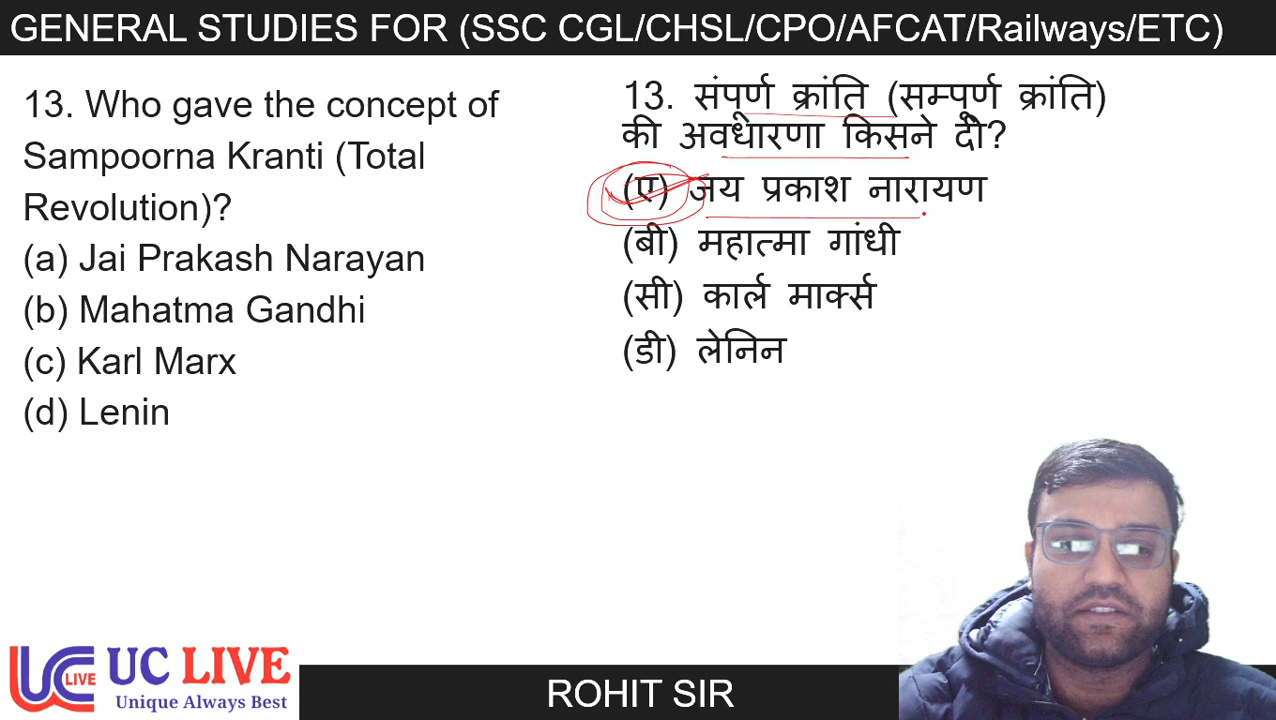 GENERAL STUDIES FOR (SSC CGL/CHSL/CPO/AFCAT/Railways/ETC)
13. Who gave the concept of
Sampoorna Kranti (Total
Revolution)?
(a) Jai Prakash Narayan
(b) Mahatma Gandhi
(c) Karl Marx
(d) Lenin
13. संपूर्ण क्रांति (सम्पूर्ण क्रांति)
की अवधारणा किसने दी?
(ए) जय प्रकाश नारायण
(बी) महात्मा गांधी
(सी) कार्ल मार्क्स
(डी) लेनिन
UC LIVE
LIVE
Unique Always Best
ROHIT SIR